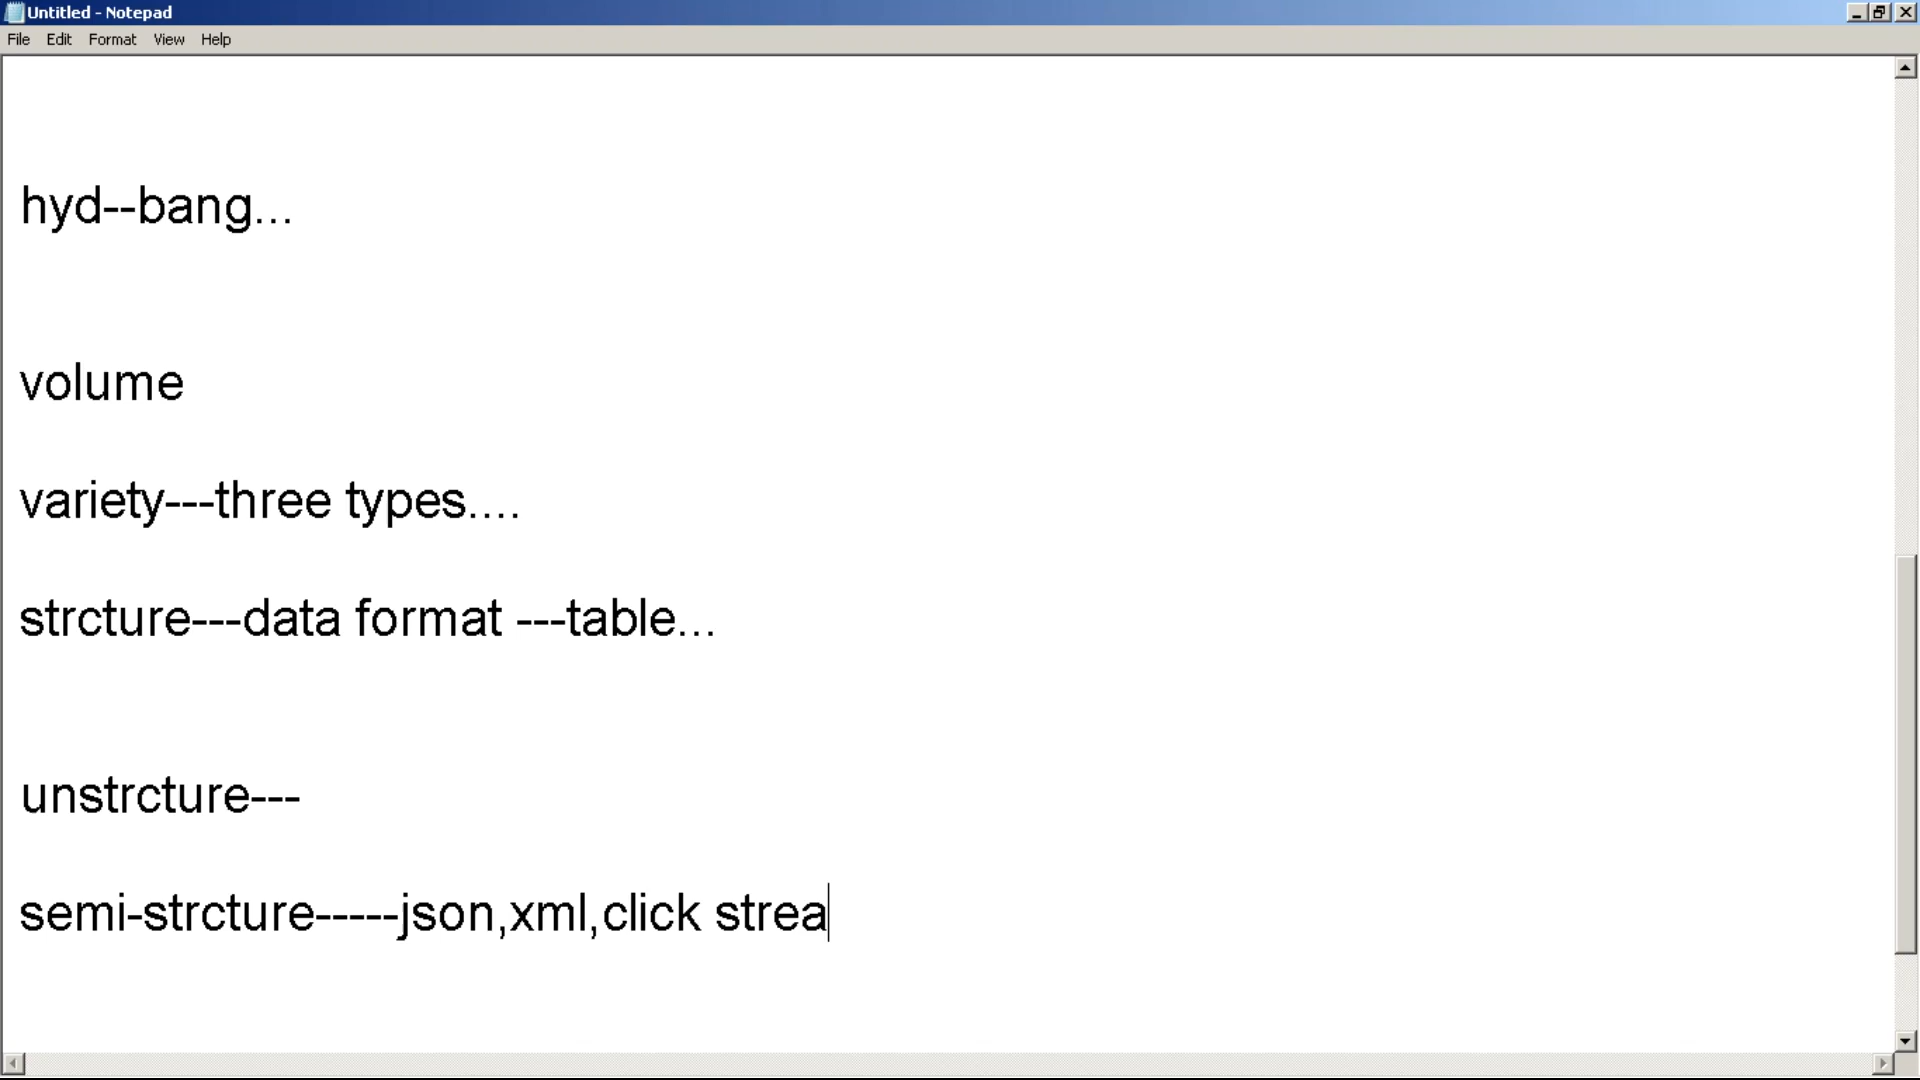 Untitled - Notepad
File Edit Format View Help
hyd--bang...
volume
variety---three types....
strcture---data format ---table...
unstrcture---
semi-strcture-----json,xml,click strea